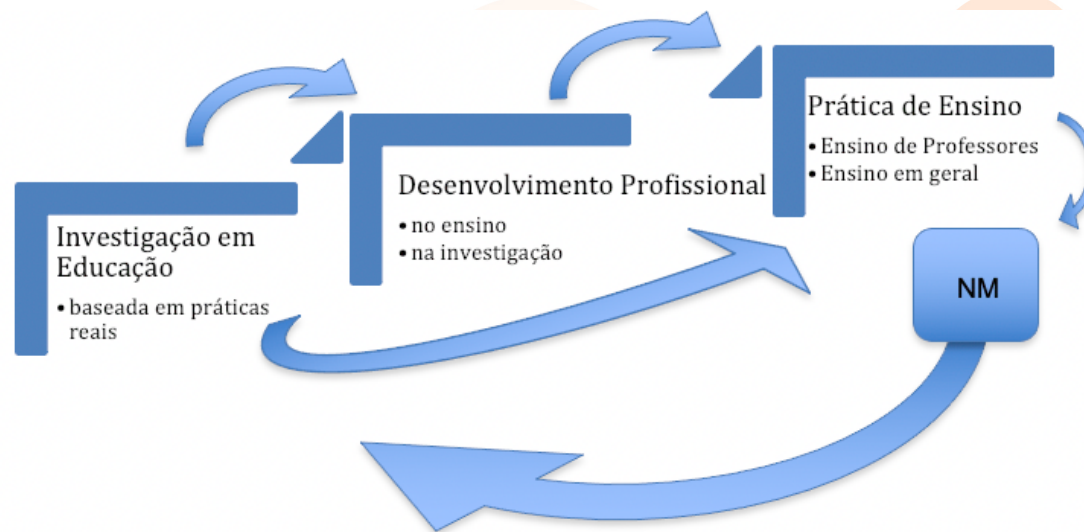 Investigação em
Educação
• baseada em práticas
reais
Desenvolvimento Profissional
• no ensino
• na investigação
Prática de Ensino
• Ensino de Professores
• Ensino em geral
NM